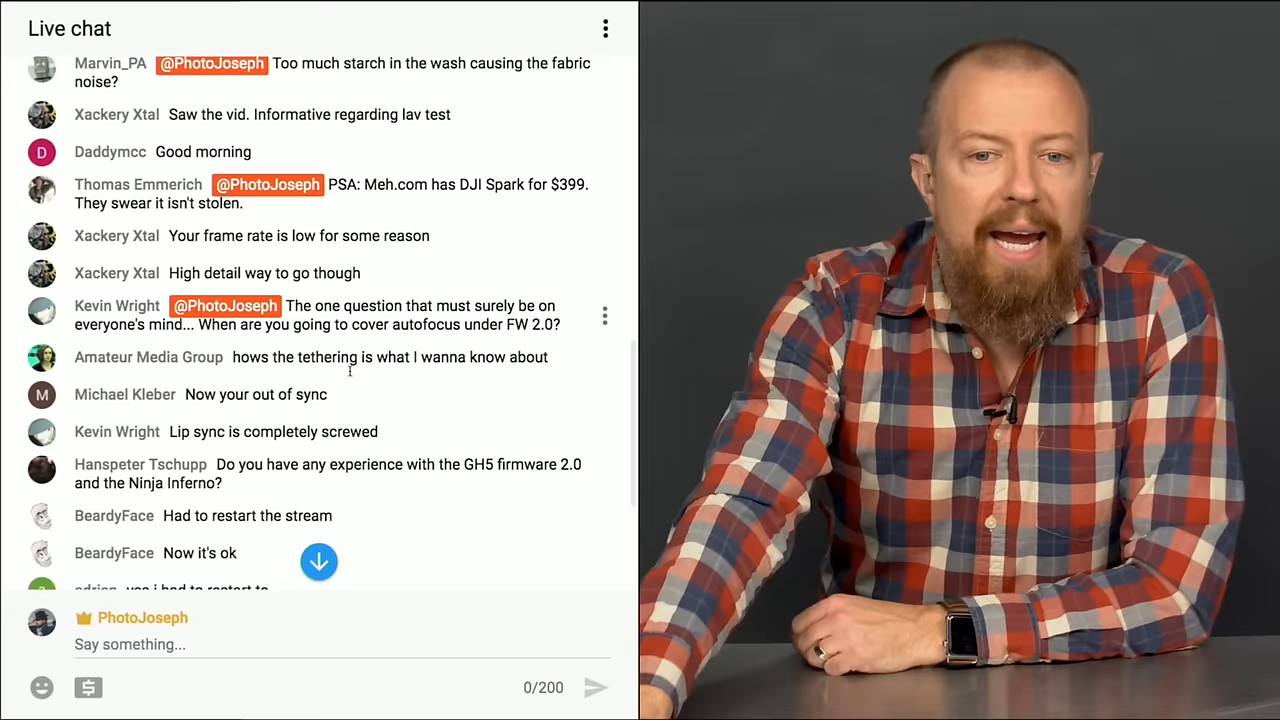 Live chat
Marvin_PA @PhotoJoseph Too much starch in the wash causing the fabric
noise?
Xackery Xtal Saw the vid. Informative regarding lav test
D Daddymcc Good morning
Thomas Emmerich @PhotoJoseph PSA: Meh.com has DJI Spark for $399.
They swear it isn't stolen.
Xackery Xtal Your frame rate is low for some reason
Xackery Xtal High detail way to go though
Kevin Wright @PhotoJoseph The one question that must surely be on
everyone's mind... When are you going to cover autofocus under FW 2.0?
Amateur Media Group hows the tethering is what I wanna know about
M Michael Kleber Now your out of sync
Kevin Wright Lip sync is completely screwed
Hanspeter Tschupp Do you have any experience with the GH5 firmware 2.0
and the Ninja Inferno?
BeardyFace Had to restart the stream
BeardyFace Now it's ok
adrian yes i had to restart to
PhotoJoseph
Say something...
0/200